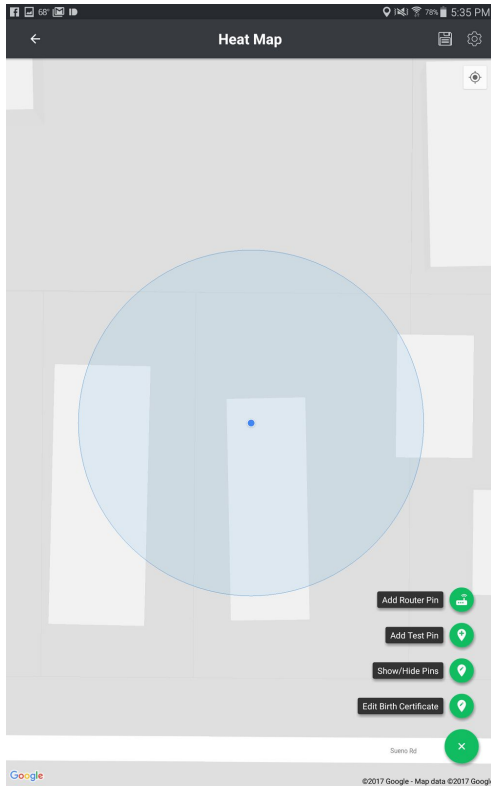 68° 78% 5:35 PM
Heat Map
Add Router Pin
Add Test Pin
Show/Hide Pins
Edit Birth Certificate
Sueno Rd
Google
©2017 Google - Map data ©2017 Googl